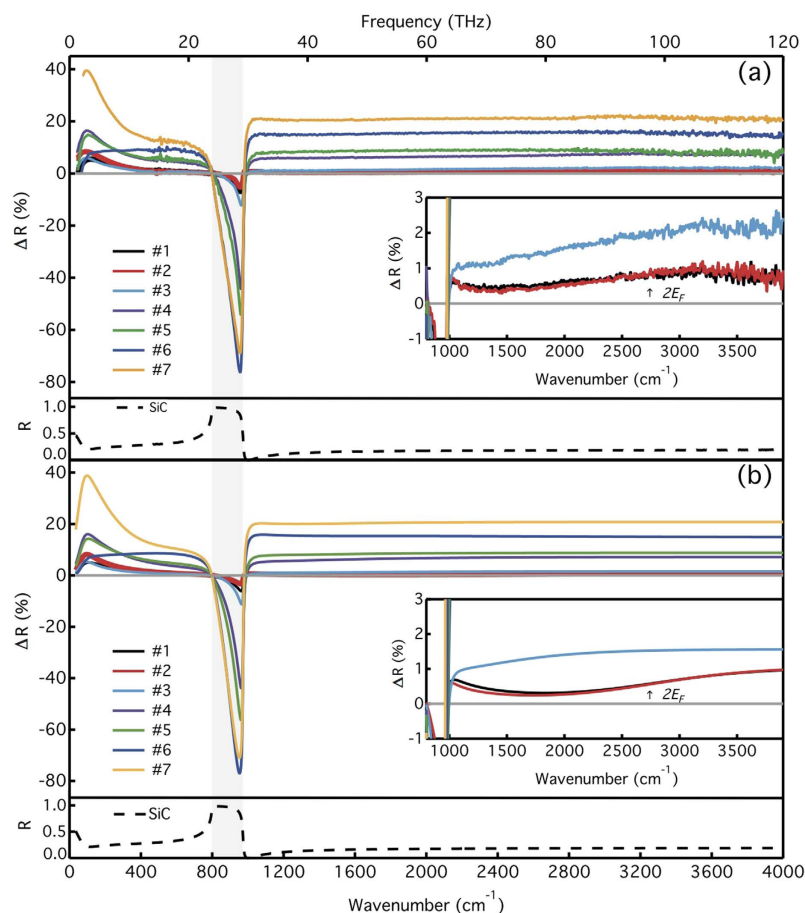 Frequency (THz)
0 20 40 60 80 100 120
(a)
40
20
0
-20
-40
-60
-80
ΔR (%)
#1
#2
#3
#4
#5
#6
#7
3
2
1
0
-1
ΔR (%)
↑ 2E_F
1000 1500 2000 2500 3000 3500
Wavenumber (cm⁻¹)
1.0
0.5
0.0
R
SiC
(b)
40
20
0
-20
-40
-60
-80
ΔR (%)
#1
#2
#3
#4
#5
#6
#7
3
2
1
0
-1
ΔR (%)
↑ 2E_F
1000 1500 2000 2500 3000 3500
Wavenumber (cm⁻¹)
1.0
0.5
0.0
R
SiC
0 400 800 1200 1600 2000 2400 2800 3200 3600 4000
Wavenumber (cm⁻¹)